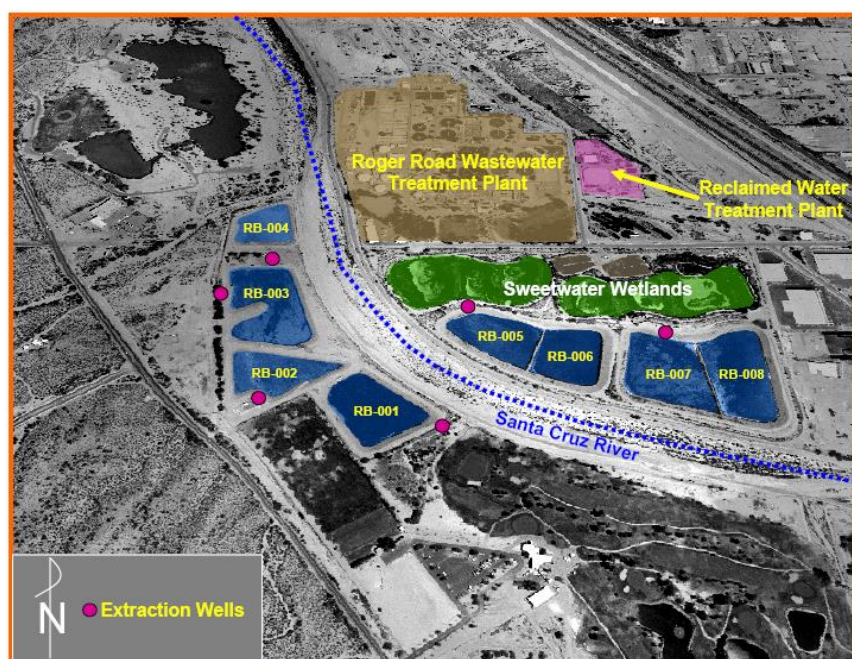 Roger Road Wastewater
Treatment Plant
Reclaimed Water
Treatment Plant
RB-004
RB-003
Sweetwater Wetlands
RB-005
RB-006
RB-007
RB-008
RB-002
RB-001
Santa Cruz River
N
Extraction Wells